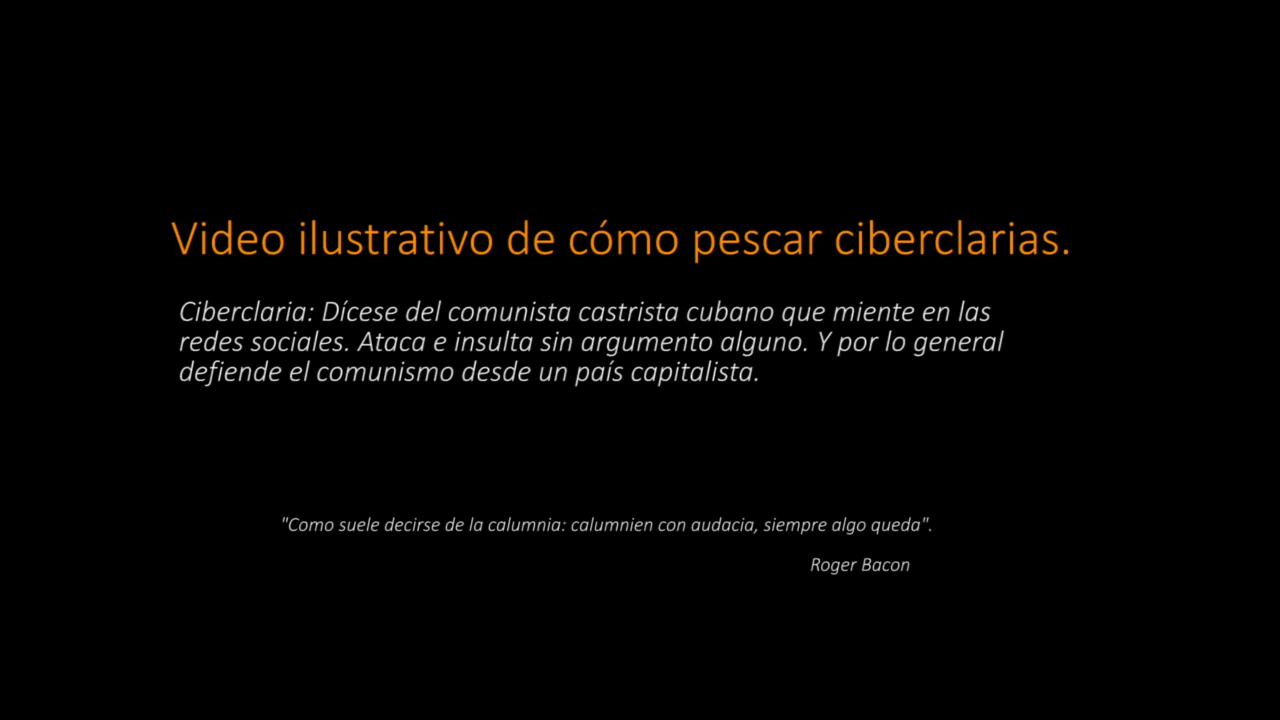 Video ilustrativo de cómo pescar ciberclarias.
Ciberclaria: Dícese del comunista castrista cubano que miente en las
redes sociales. Ataca e insulta sin argumento alguno. Y por lo general
defiende el comunismo desde un país capitalista.
"Como suele decirse de la calumnia: calumnien con audacia, siempre algo queda".
Roger Bacon